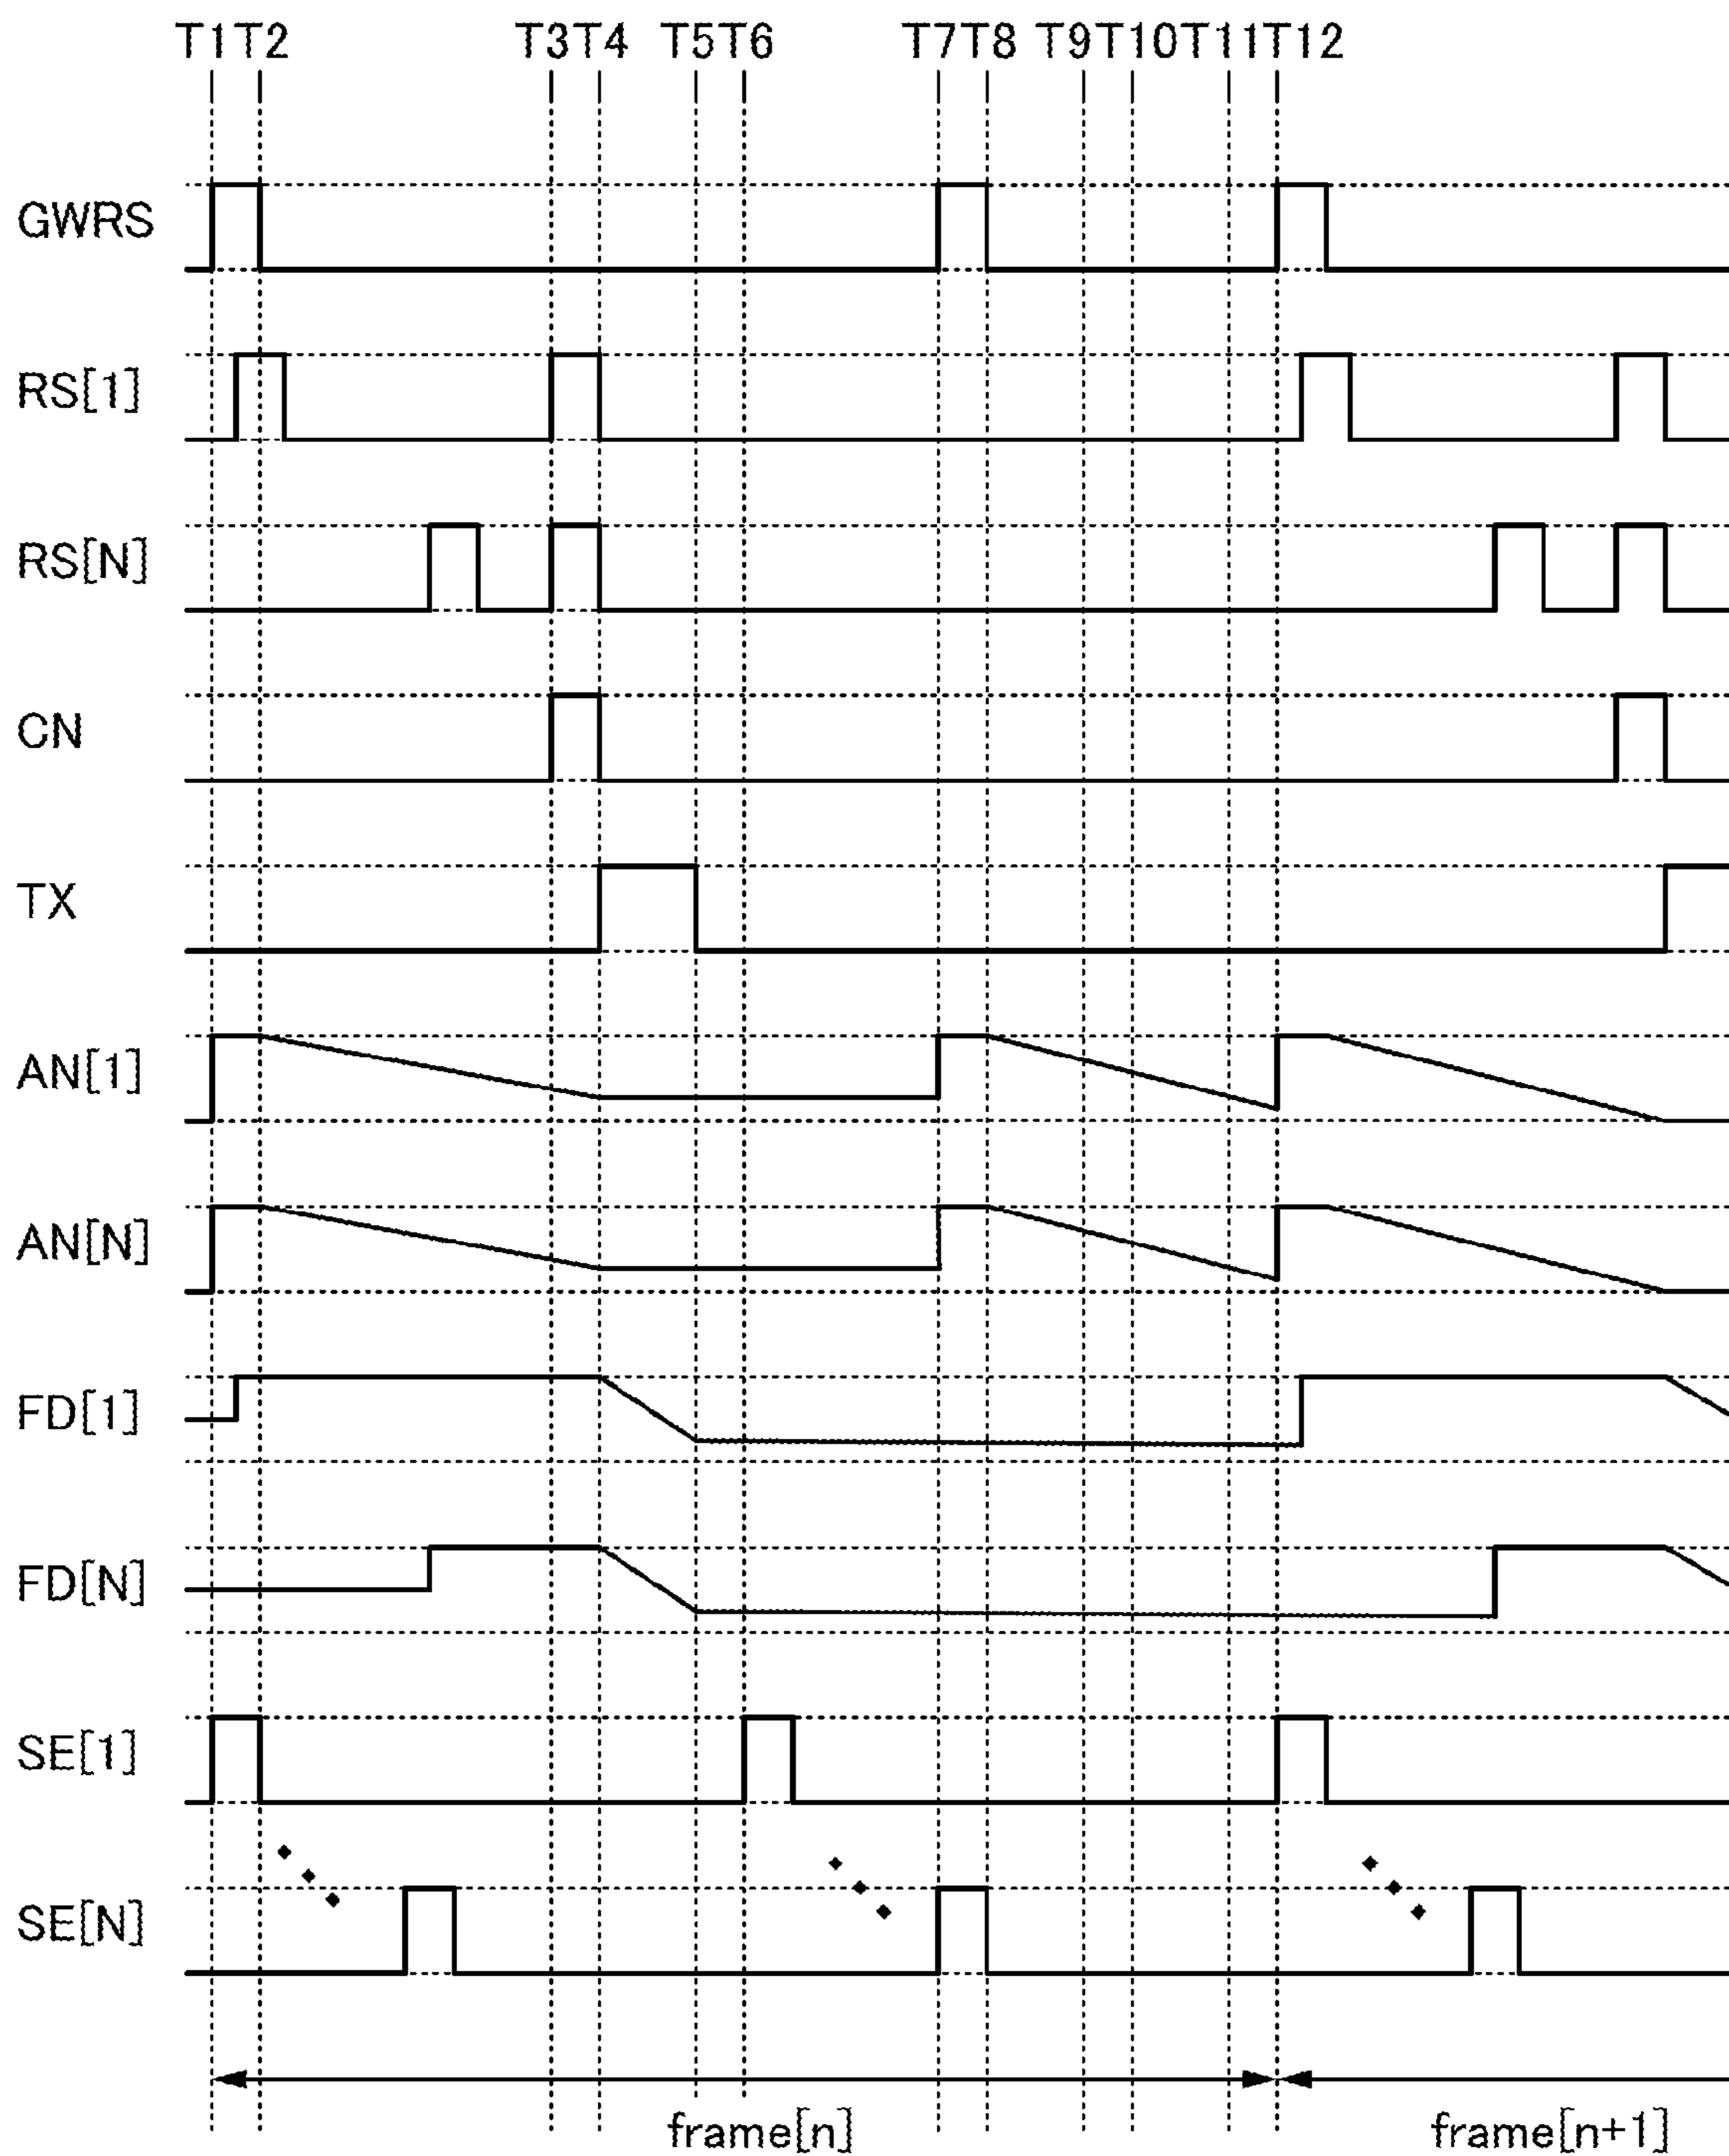 T1T2 T3T4 T5T6 T7T8 T9T10T11T12
GWRS
RS[1]
RS[N]
CN
TX
AN[1]
AN[N]
FD[1]
FD[N]
SE[1]
SE[N]
frame[n] frame[n+1]